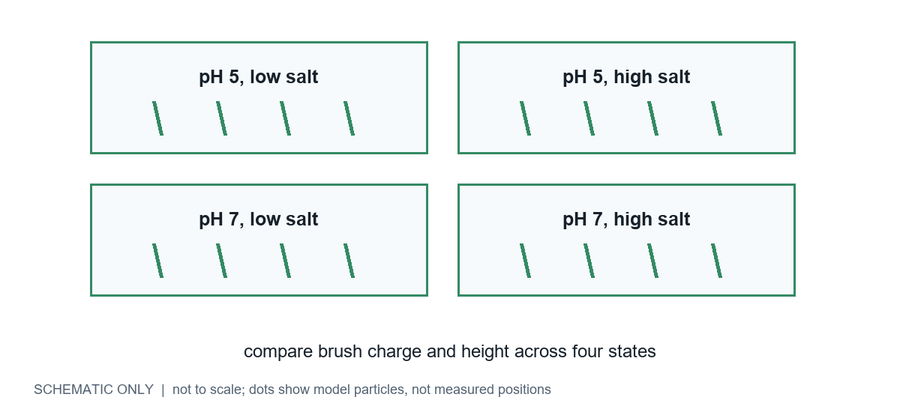 pH 5, low salt
pH 5, high salt
pH 7, low salt
pH 7, high salt
compare brush charge and height across four states
SCHEMATIC ONLY | not to scale; dots show model particles, not measured positions